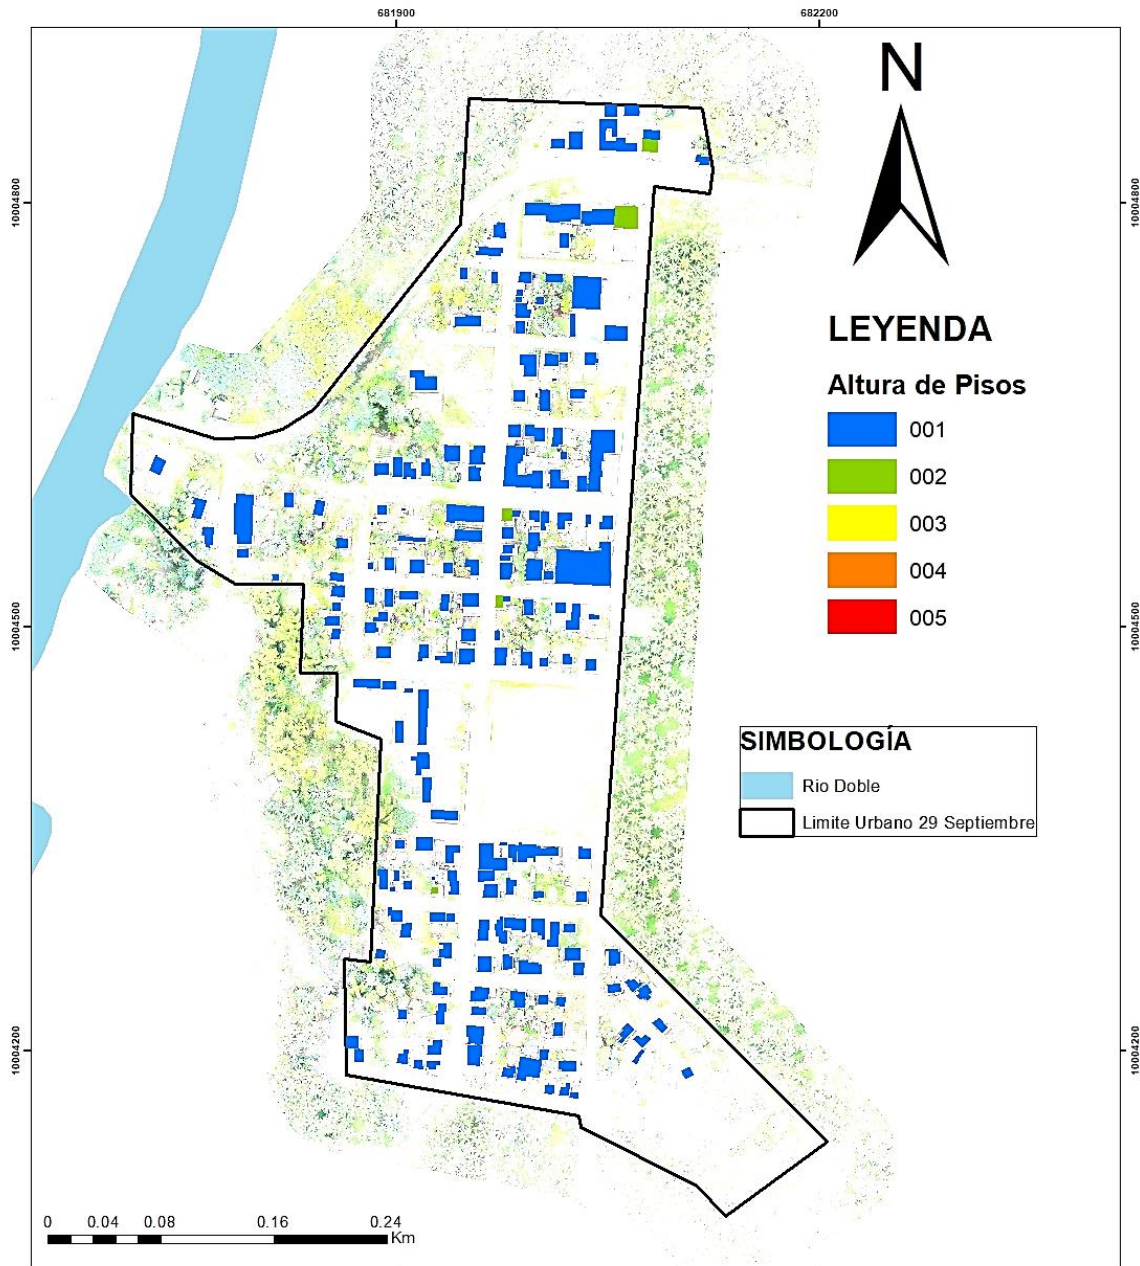 681900
682200
N
10004800
10004800
LEYENDA
Altura de Pisos
001
002
003
004
005
10004500
10004500
SIMBOLOGÍA
Rio Doble
Limite Urbano 29 Septiembre
10004200
10004200
0 0.04 0.08 0.16 0.24
Km